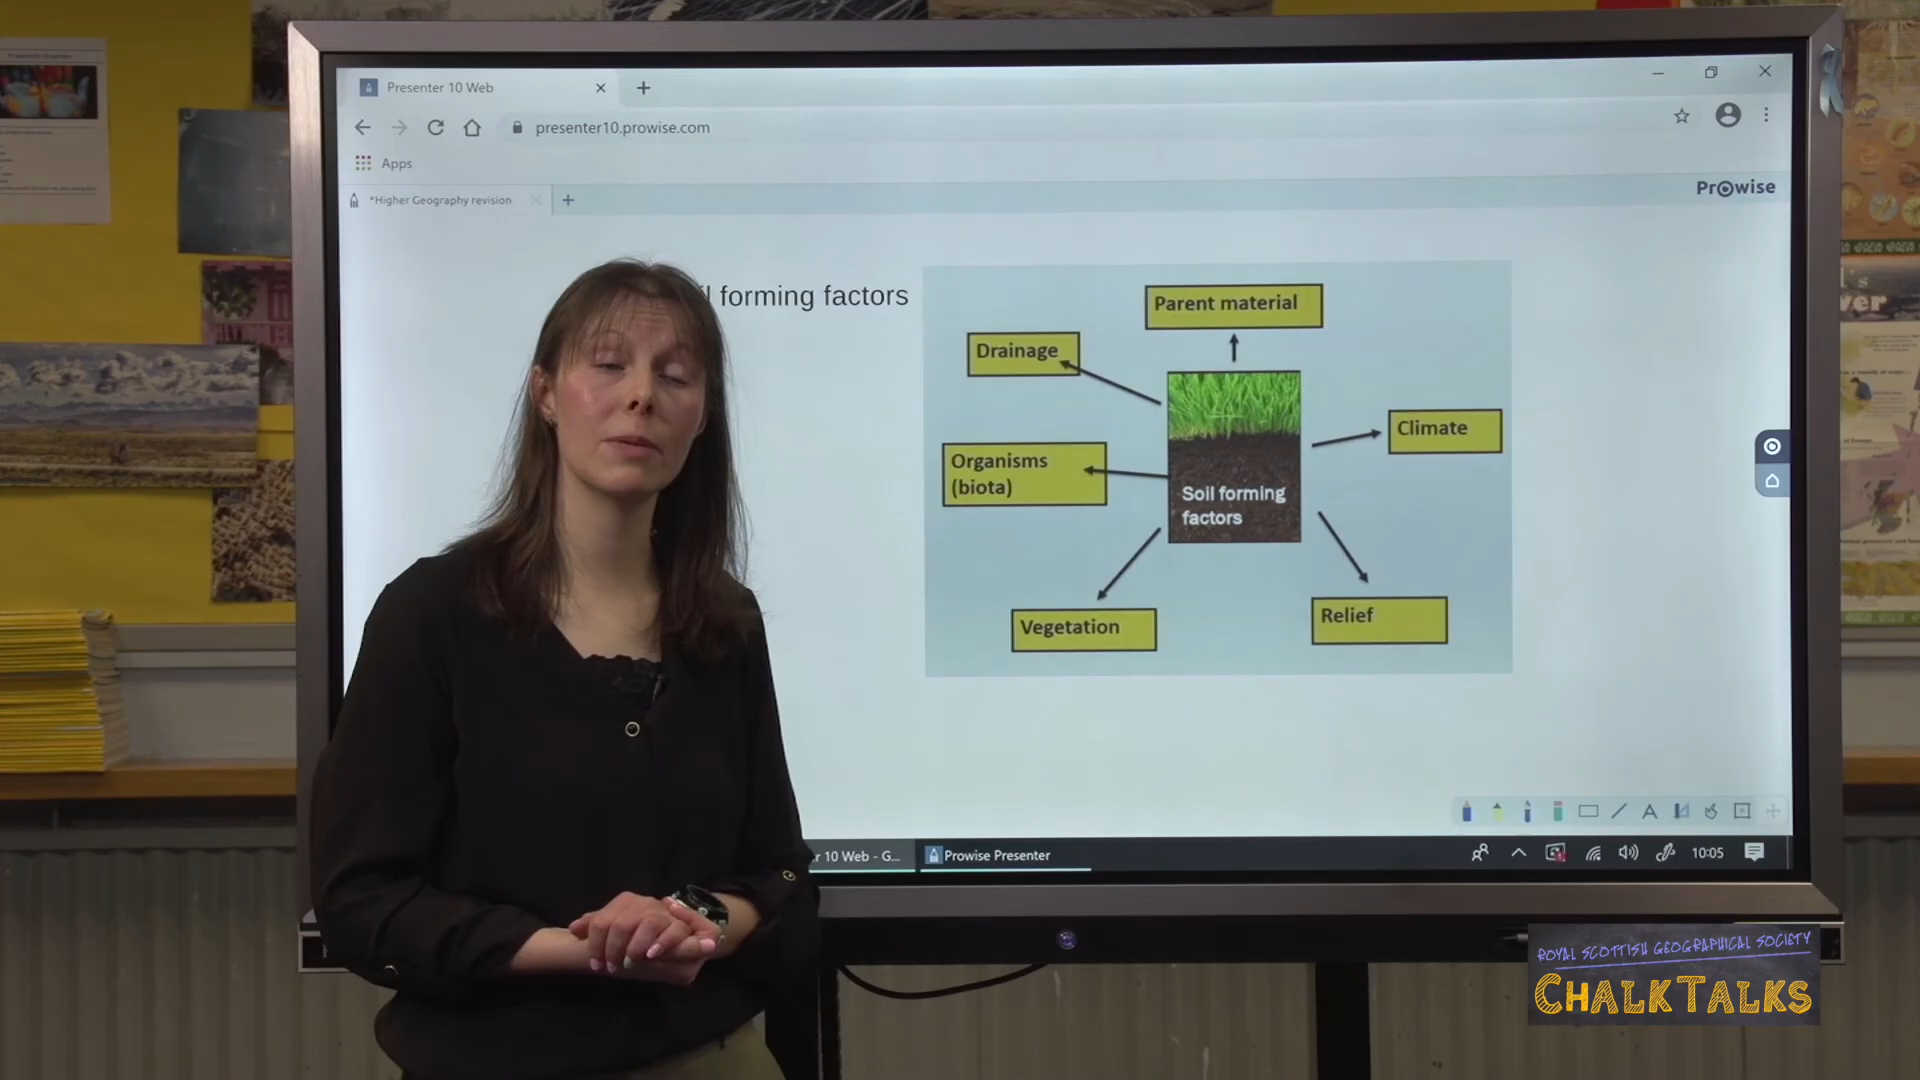 Presenter 10 Web
presenter10.prowise.com
Apps
*Higher Geography revision
Prowise
forming factors
Parent material
Drainage
Climate
Organisms
(biota)
Soil forming
factors
Vegetation
Relief
10 Web - G...
Prowise Presenter
10:05
ROYAL SCOTTISH GEOGRAPHICAL SOCIETY
CHALKTALKS